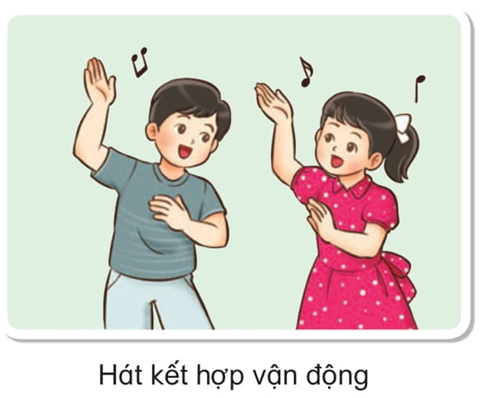 Hát kết hợp vận động